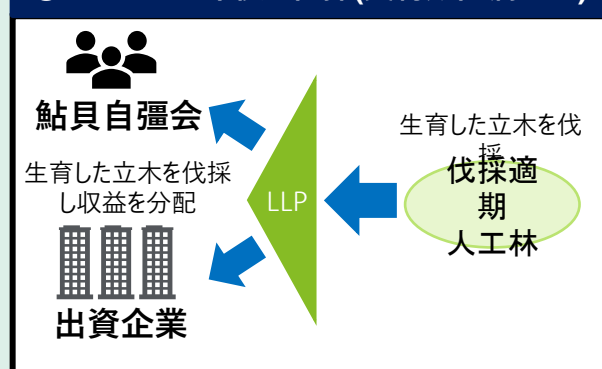 鮎貝自彊会
生育した立木を伐採
し収益を分配
出資企業
LLP
生育した立木を伐
採
伐採適
期
人工林